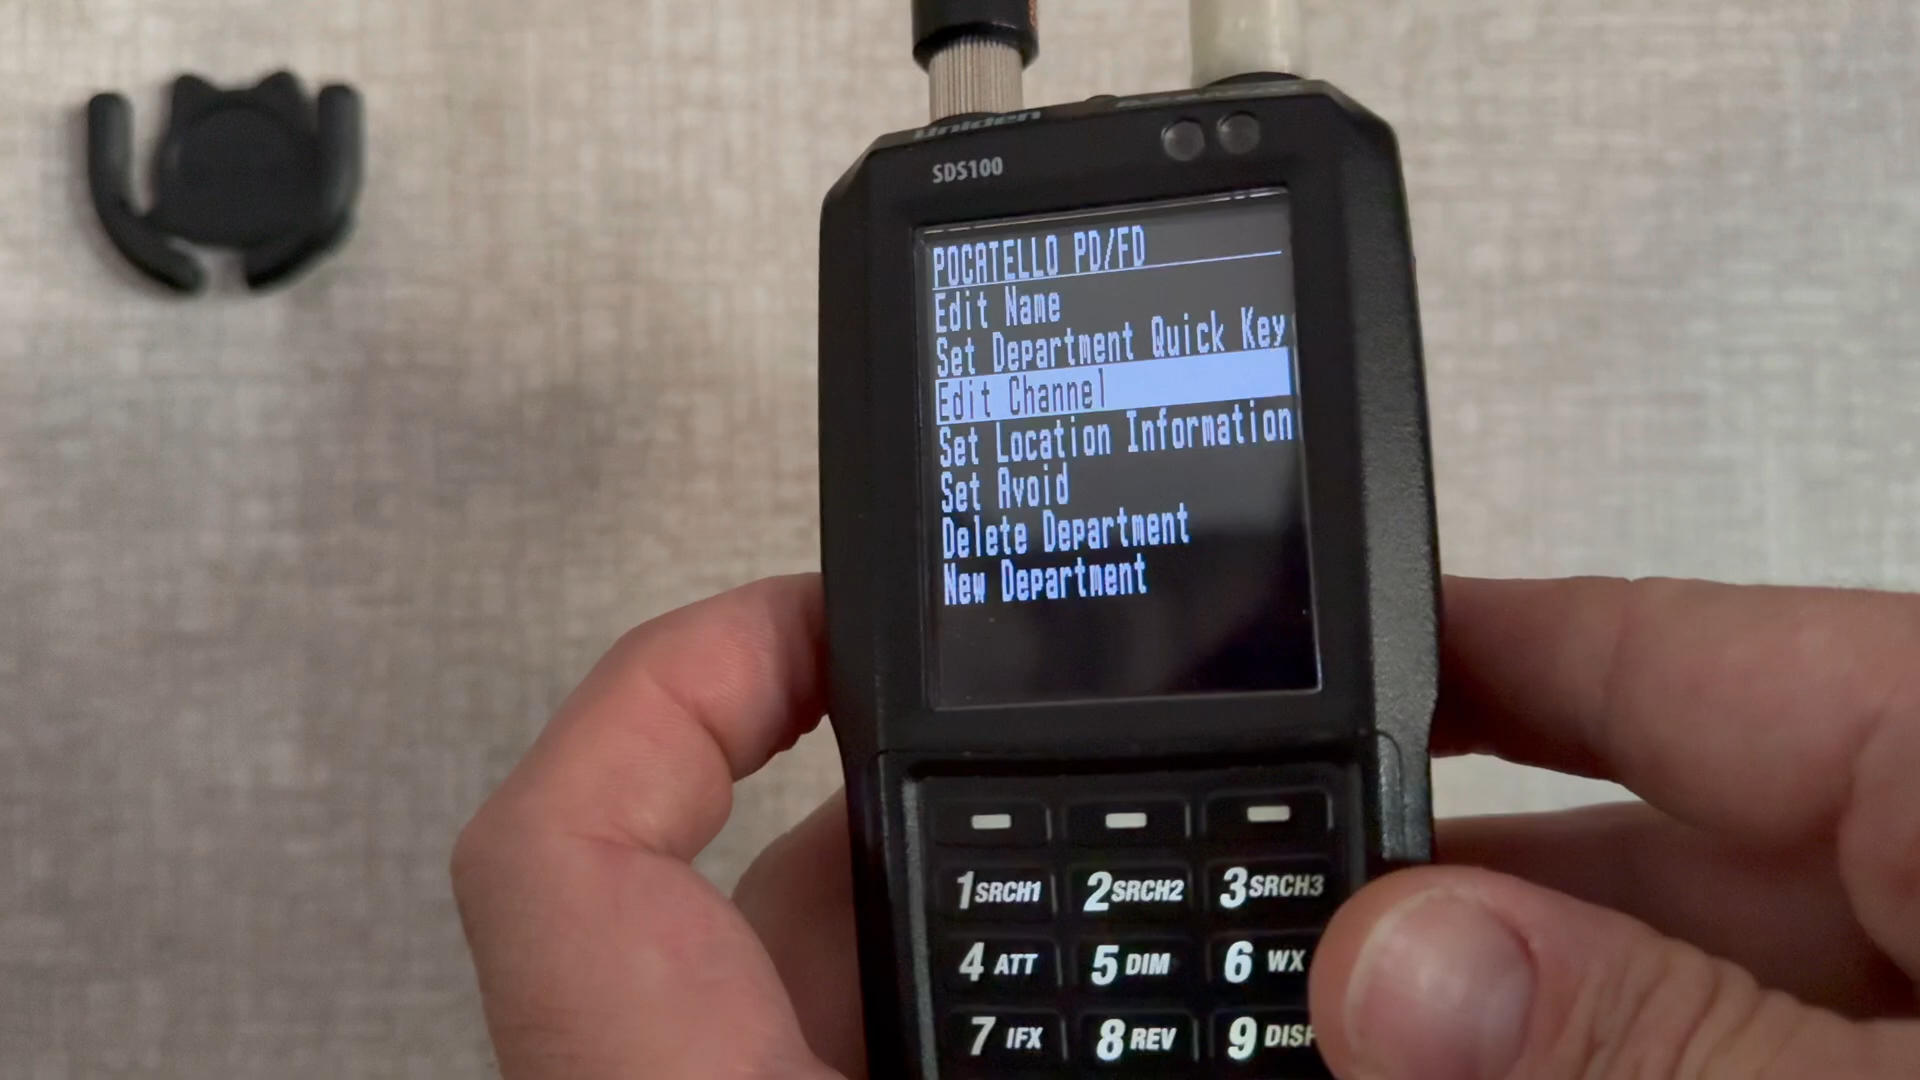 Uniden
SDS100
POCATELLO PD/FD
Edit Name
Set Department Quick Key
Edit Channel
Set Location Information
Set Avoid
Delete Department
New Department
1 SRCH1 2 SRCH2 3 SRCH3
4 ATT 5 DIM 6 WX
7 IFX 8 REV 9 DISP